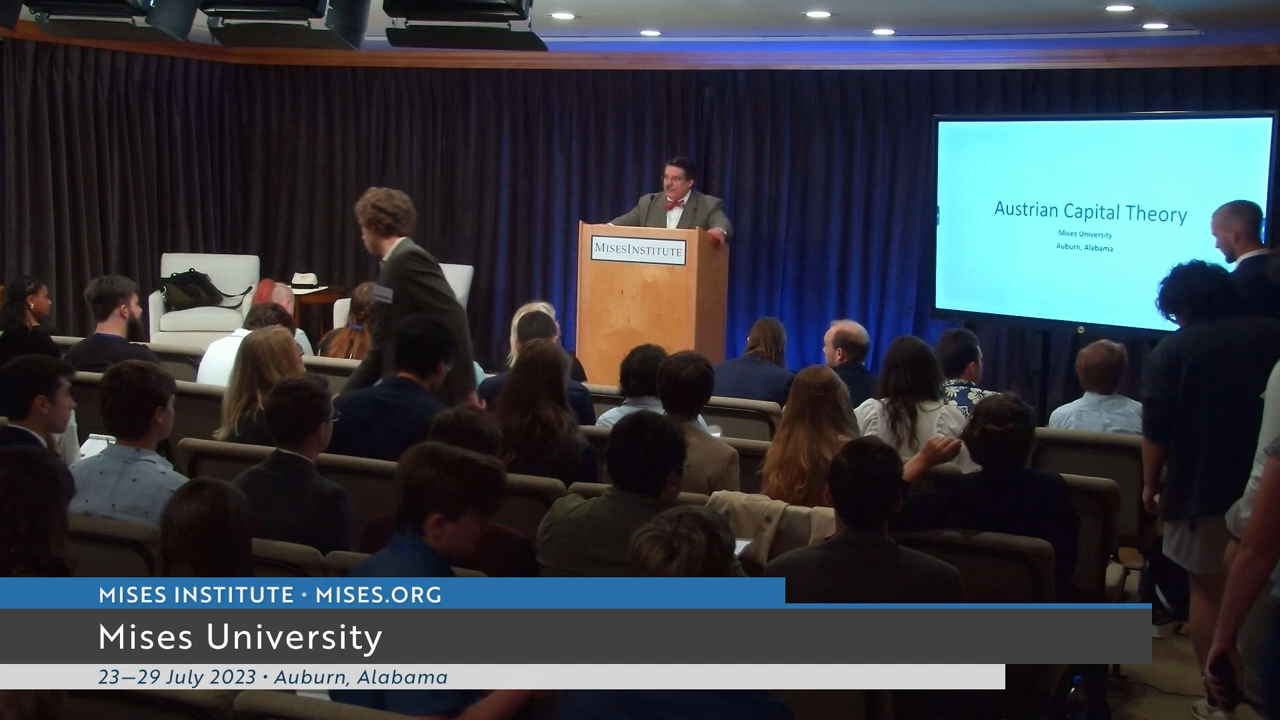 Austrian Capital Theory
Mises University
Auburn, Alabama
MISESINSTITUTE
MISES INSTITUTE • MISES.ORG
Mises University
23–29 July 2023 • Auburn, Alabama